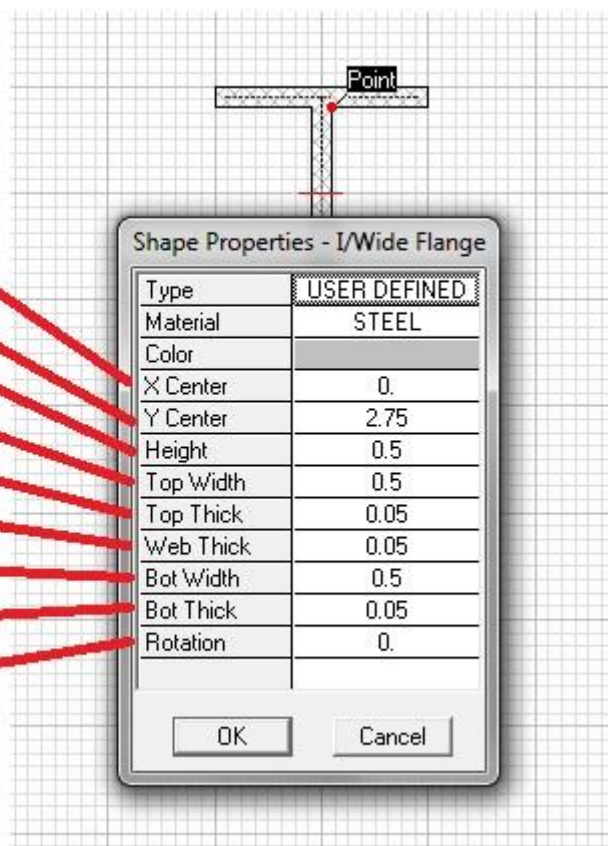 Point
Shape Properties - I/Wide Flange
Type USER DEFINED
Material STEEL
Color
X Center 0.
Y Center 2.75
Height 0.5
Top Width 0.5
Top Thick 0.05
Web Thick 0.05
Bot Width 0.5
Bot Thick 0.05
Rotation 0.
OK Cancel